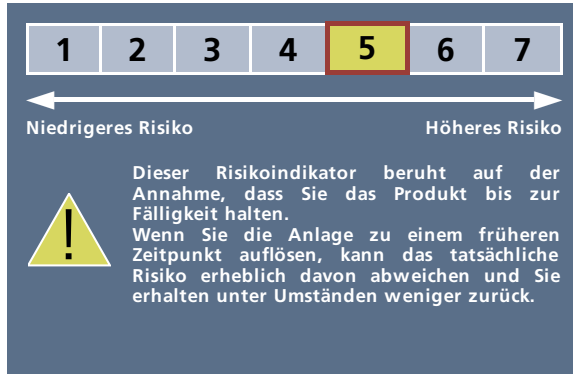 1 2 3 4 5 6 7
Niedrigeres Risiko Höheres Risiko
Dieser Risikoindikator beruht auf der
Annahme, dass Sie das Produkt bis zur
Fälligkeit halten.
Wenn Sie die Anlage zu einem früheren
Zeitpunkt auflösen, kann das tatsächliche
Risiko erheblich davon abweichen und Sie
erhalten unter Umständen weniger zurück.
!